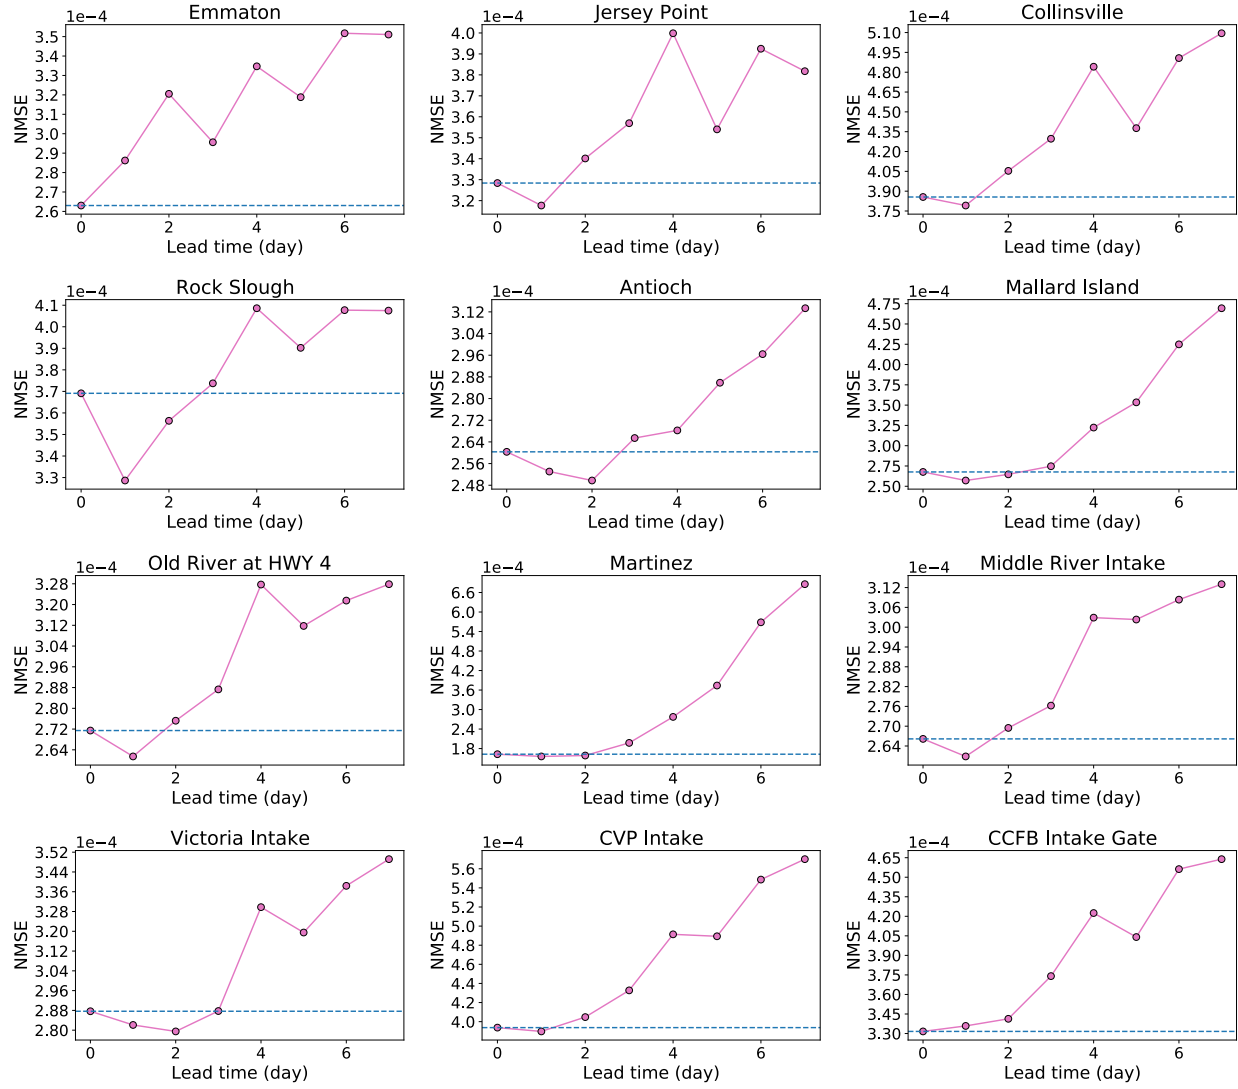 Emmaton
1e−4
NMSE
3.5
3.4
3.3
3.2
3.1
3.0
2.9
2.8
2.7
2.6
0 2 4 6
Lead time (day)
Jersey Point
1e−4
NMSE
4.0
3.9
3.8
3.7
3.6
3.5
3.4
3.3
3.2
0 2 4 6
Lead time (day)
Collinsville
1e−4
NMSE
5.10
4.95
4.80
4.65
4.50
4.35
4.20
4.05
3.90
3.75
0 2 4 6
Lead time (day)
Rock Slough
1e−4
NMSE
4.1
4.0
3.9
3.8
3.7
3.6
3.5
3.4
3.3
0 2 4 6
Lead time (day)
Antioch
1e−4
NMSE
3.12
3.04
2.96
2.88
2.80
2.72
2.64
2.56
2.48
0 2 4 6
Lead time (day)
Mallard Island
1e−4
NMSE
4.75
4.50
4.25
4.00
3.75
3.50
3.25
3.00
2.75
2.50
0 2 4 6
Lead time (day)
Old River at HWY 4
1e−4
NMSE
3.28
3.20
3.12
3.04
2.96
2.88
2.80
2.72
2.64
0 2 4 6
Lead time (day)
Martinez
1e−4
NMSE
6.6
6.0
5.4
4.8
4.2
3.6
3.0
2.4
1.8
0 2 4 6
Lead time (day)
Middle River Intake
1e−4
NMSE
3.12
3.06
3.00
2.94
2.88
2.82
2.76
2.70
2.64
0 2 4 6
Lead time (day)
Victoria Intake
1e−4
NMSE
3.52
3.44
3.36
3.28
3.20
3.12
3.04
2.96
2.88
2.80
0 2 4 6
Lead time (day)
CVP Intake
1e−4
NMSE
5.6
5.4
5.2
5.0
4.8
4.6
4.4
4.2
4.0
0 2 4 6
Lead time (day)
CCFB Intake Gate
1e−4
NMSE
4.65
4.50
4.35
4.20
4.05
3.90
3.75
3.60
3.45
3.30
0 2 4 6
Lead time (day)